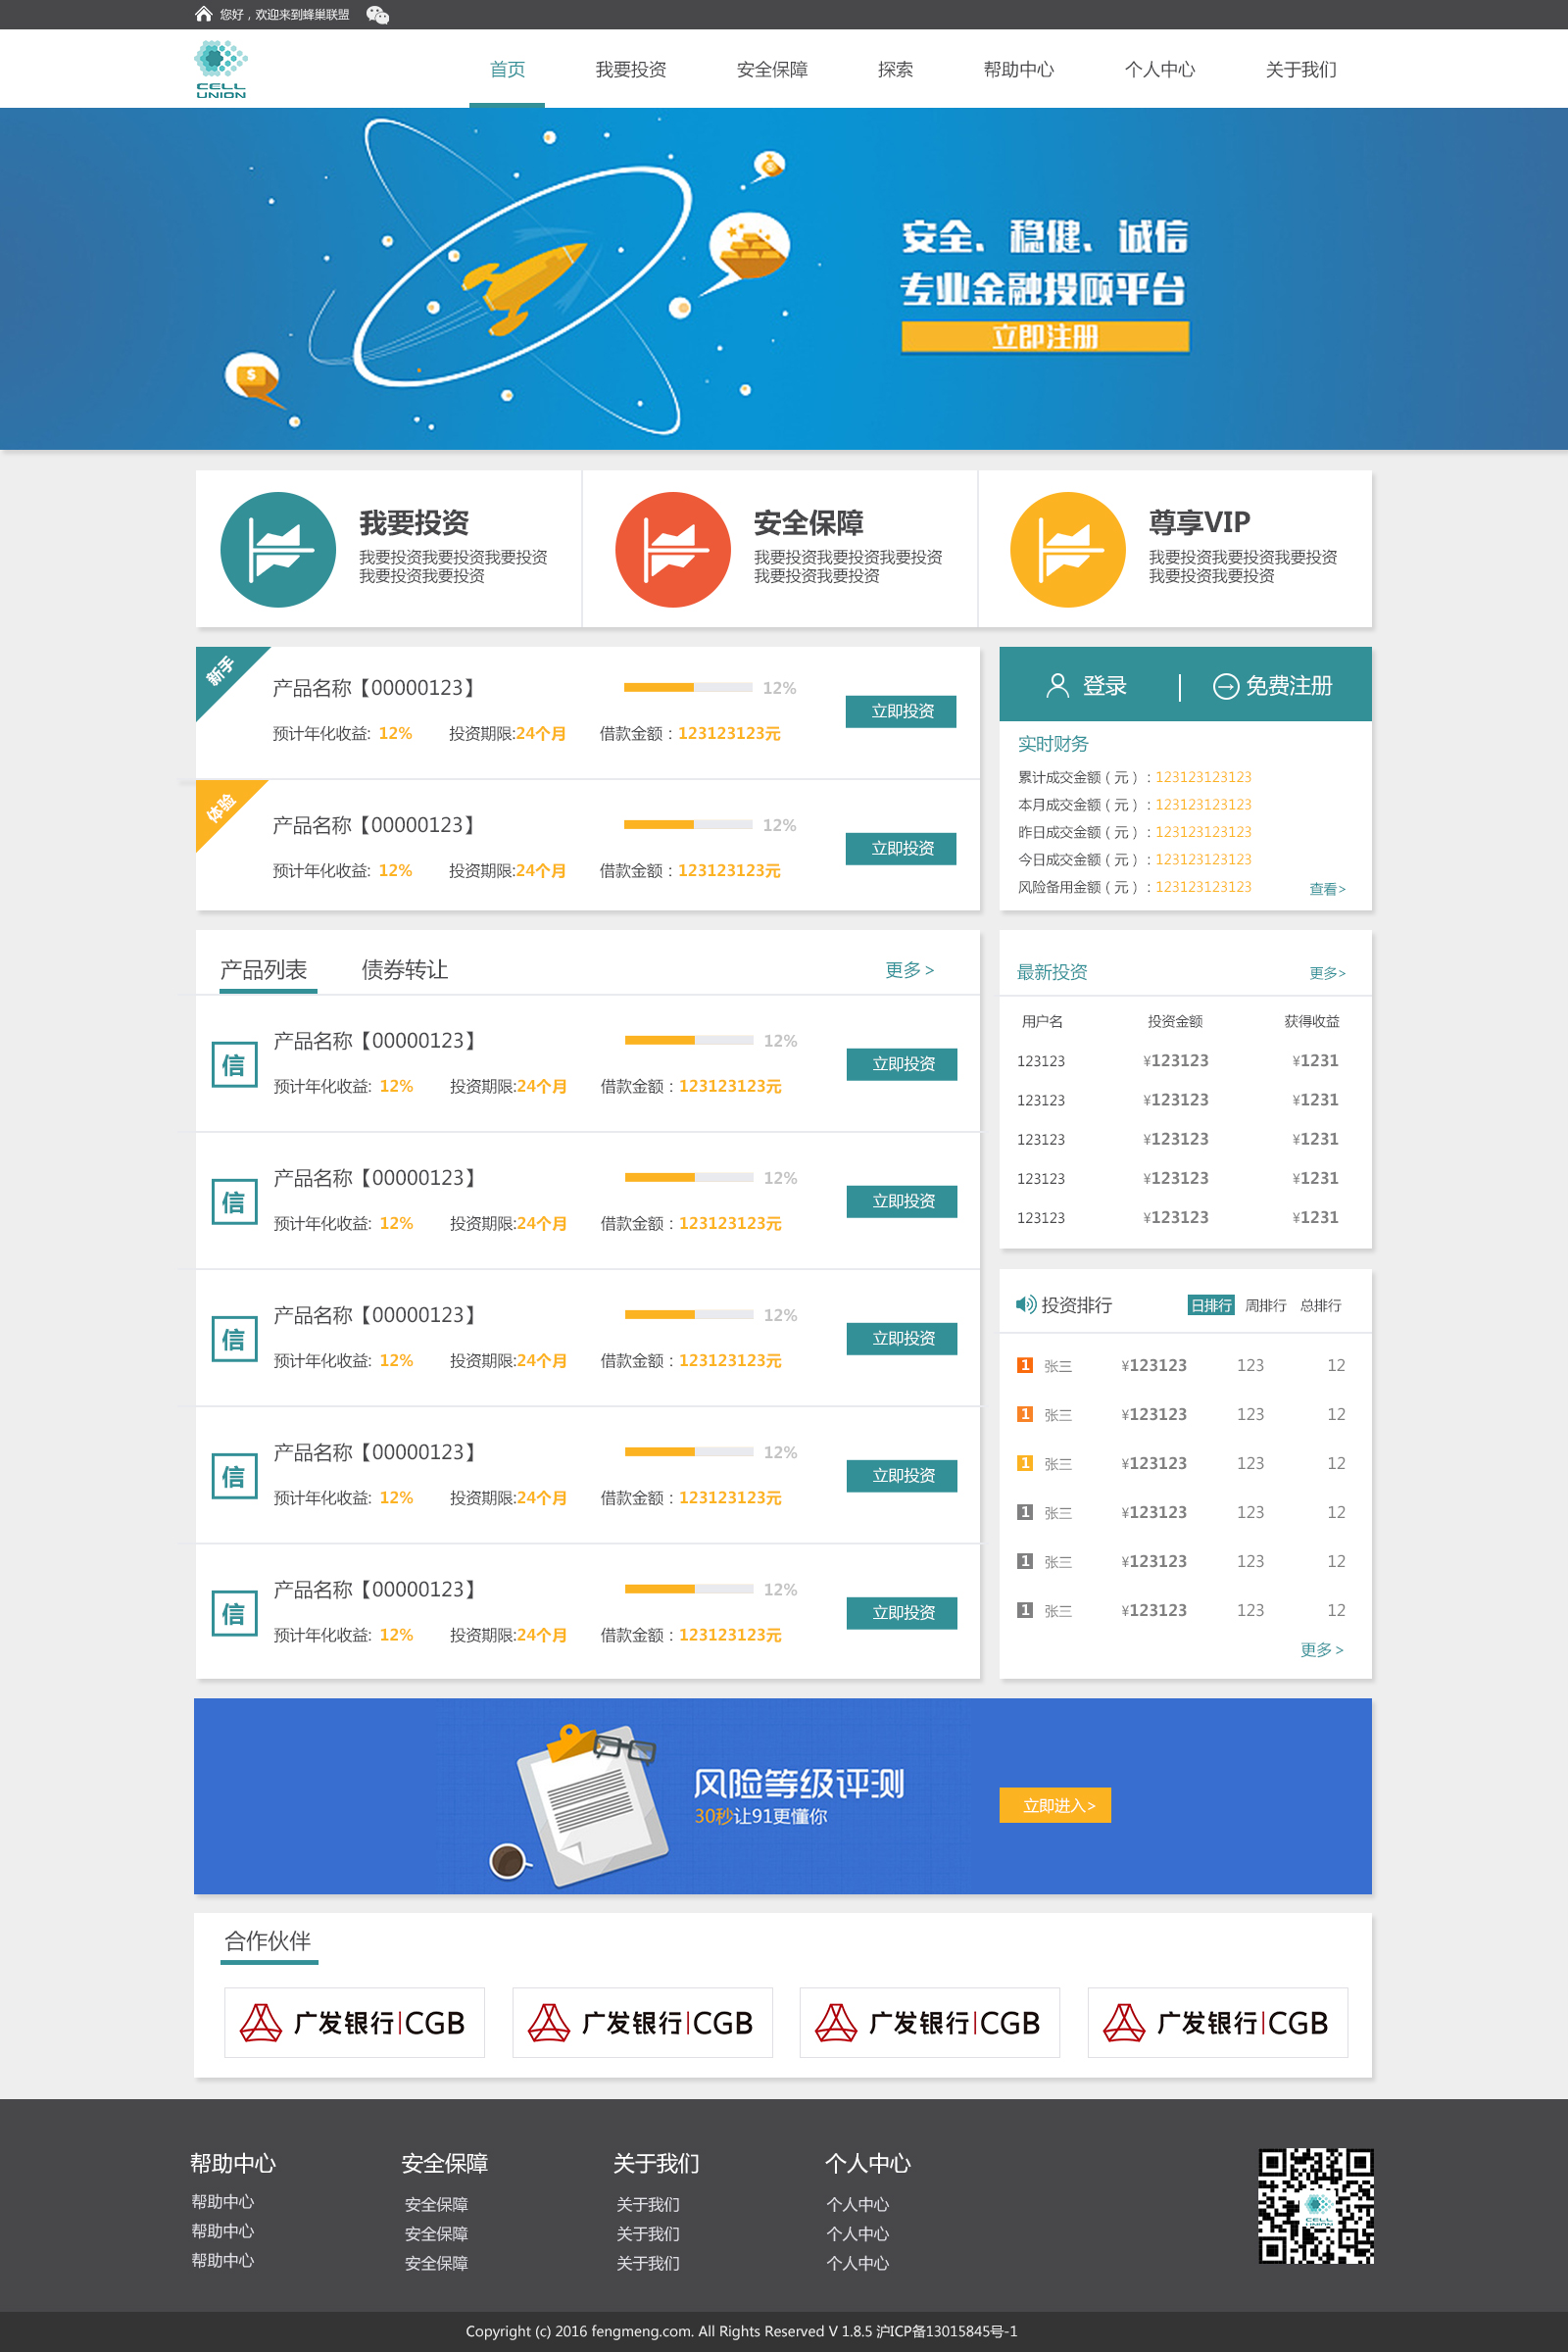 您好，欢迎来到蜂巢联盟
CELL
UNION
首页 我要投资 安全保障 探索 帮助中心 个人中心 关于我们
安全、稳健、诚信
专业金融投顾平台
立即注册
我要投资
我要投资我要投资我要投资
我要投资我要投资
安全保障
我要投资我要投资我要投资
我要投资我要投资
尊享VIP
我要投资我要投资我要投资
我要投资我要投资
新手
产品名称【00000123】 12%
立即投资
预计年化收益: 12% 投资期限:24个月 借款金额：123123123元
体验
产品名称【00000123】 12%
立即投资
预计年化收益: 12% 投资期限:24个月 借款金额：123123123元
登录 | 免费注册
实时财务
累计成交金额（元）: 123123123123
本月成交金额（元）: 123123123123
昨日成交金额（元）: 123123123123
今日成交金额（元）: 123123123123
风险备用金额（元）: 123123123123
查看>
产品列表 债券转让 更多 >
信
产品名称【00000123】 12%
立即投资
预计年化收益: 12% 投资期限:24个月 借款金额：123123123元
信
产品名称【00000123】 12%
立即投资
预计年化收益: 12% 投资期限:24个月 借款金额：123123123元
信
产品名称【00000123】 12%
立即投资
预计年化收益: 12% 投资期限:24个月 借款金额：123123123元
信
产品名称【00000123】 12%
立即投资
预计年化收益: 12% 投资期限:24个月 借款金额：123123123元
信
产品名称【00000123】 12%
立即投资
预计年化收益: 12% 投资期限:24个月 借款金额：123123123元
最新投资 更多>
用户名 投资金额 获得收益
123123 ¥123123 ¥1231
123123 ¥123123 ¥1231
123123 ¥123123 ¥1231
123123 ¥123123 ¥1231
123123 ¥123123 ¥1231
投资排行 日排行 周排行 总排行
1 张三 ¥123123 123 12
1 张三 ¥123123 123 12
1 张三 ¥123123 123 12
1 张三 ¥123123 123 12
1 张三 ¥123123 123 12
1 张三 ¥123123 123 12
更多 >
风险等级评测
30秒让91更懂你
立即进入>
合作伙伴
广发银行|CGB 广发银行|CGB 广发银行|CGB 广发银行|CGB
帮助中心 安全保障 关于我们 个人中心
帮助中心 安全保障 关于我们 个人中心
帮助中心 安全保障 关于我们 个人中心
帮助中心 安全保障 关于我们 个人中心
CELL
UNION
Copyright (c) 2016 fengmeng.com. All Rights Reserved V 1.8.5 沪ICP备13015845号-1